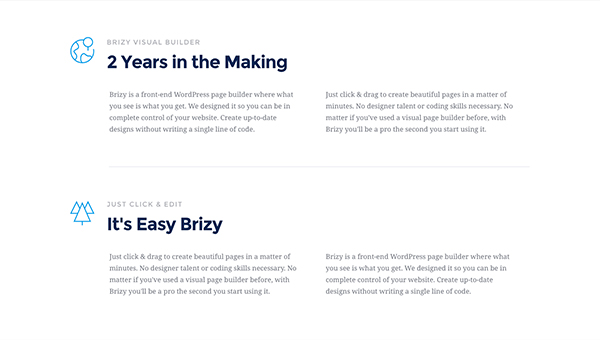 BRIZY VISUAL BUILDER
2 Years in the Making
Brizy is a front-end WordPress page builder where what
you see is what you get. We designed it so you can be in
complete control of your website. Create up-to-date
designs without writing a single line of code.
Just click & drag to create beautiful pages in a matter of
minutes. No designer talent or coding skills necessary. No
matter if you've used a visual page builder before, with
Brizy you'll be a pro the second you start using it.
JUST CLICK & EDIT
It's Easy Brizy
Just click & drag to create beautiful pages in a matter of
minutes. No designer talent or coding skills necessary. No
matter if you've used a visual page builder before, with
Brizy you'll be a pro the second you start using it.
Brizy is a front-end WordPress page builder where what
you see is what you get. We designed it so you can be in
complete control of your website. Create up-to-date
designs without writing a single line of code.